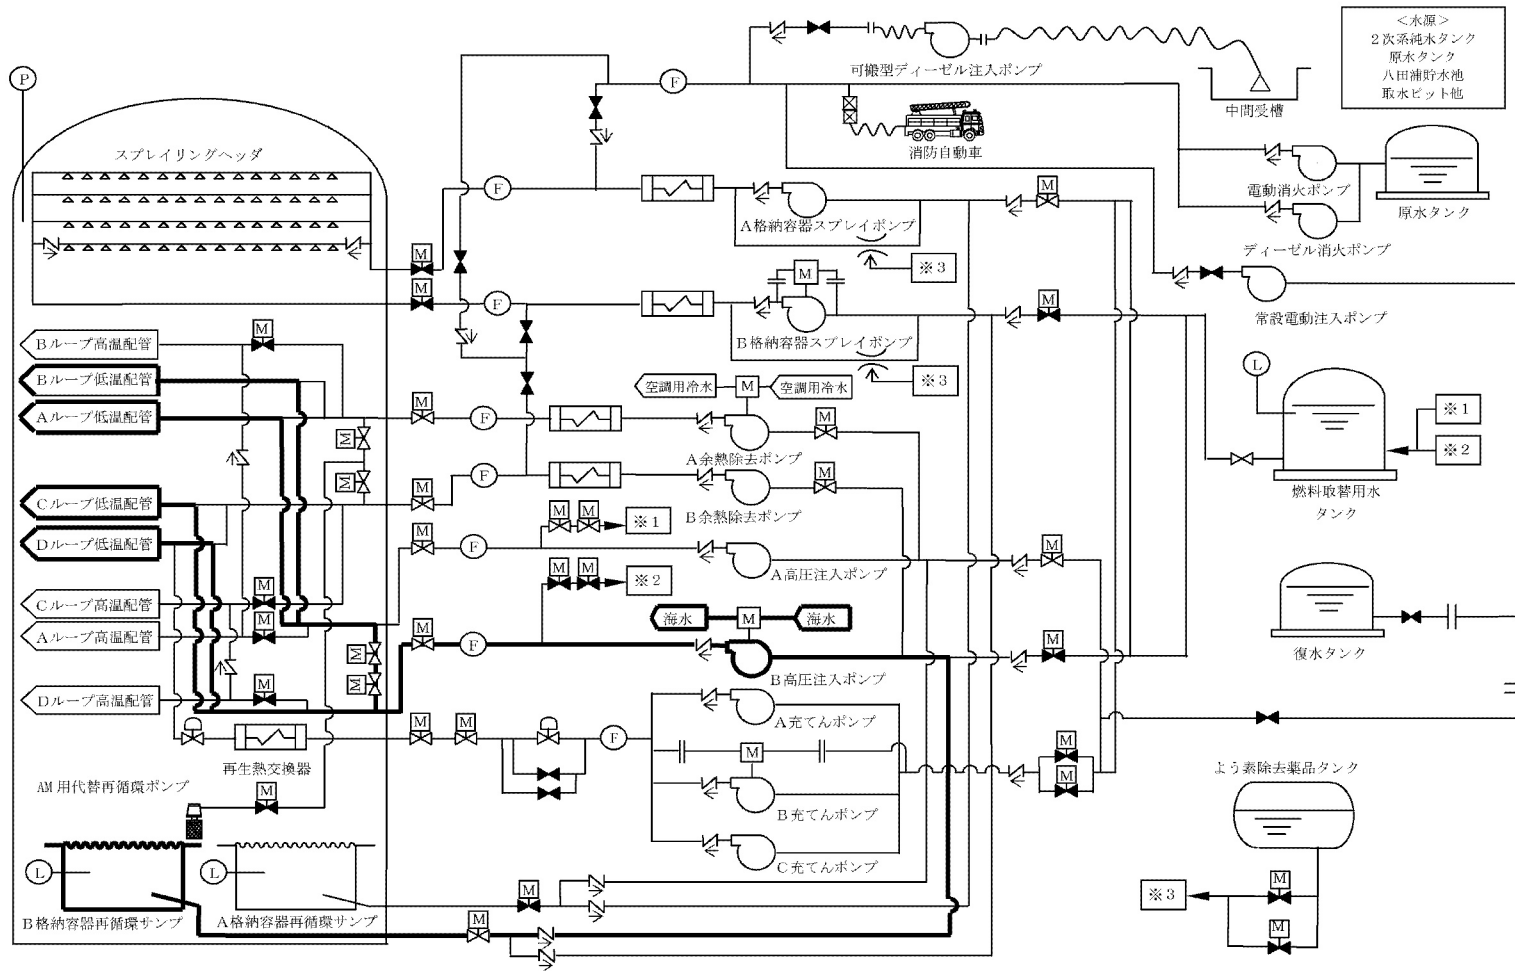 <水源>
2次系純水タンク
原水タンク
八田浦貯水池
取水ピット他
P
F
可搬型ディーゼル注入ポンプ
中間受槽
消防自動車
スプレイリングヘッダ
F
M
電動消火ポンプ
原水タンク
A格納容器スプレイポンプ
M
※3
ディーゼル消火ポンプ
M
M
F
M
B格納容器スプレイポンプ
常設電動注入ポンプ
※3
Bループ高温配管
M
Bループ低温配管
空調用冷水
M
空調用冷水
L
Aループ低温配管
M
F
M
※1
M
A余熱除去ポンプ
※2
M
M
F
M
燃料取替用水
タンク
Cループ低温配管
B余熱除去ポンプ
M
M
※1
Dループ低温配管
M
F
M
A高圧注入ポンプ
M
M
※2
Cループ高温配管
M
海水
M
海水
Aループ高温配管
M
M
F
M
復水タンク
M
M
B高圧注入ポンプ
Dループ高温配管
M
A充てんポンプ
M
M
F
M
M
再生熱交換器
M
よう素除去薬品タンク
AM用代替再循環ポンプ
M
B充てんポンプ
C充てんポンプ
L
L
M
※3
M
B格納容器再循環サンプ
A格納容器再循環サンプ
M
M